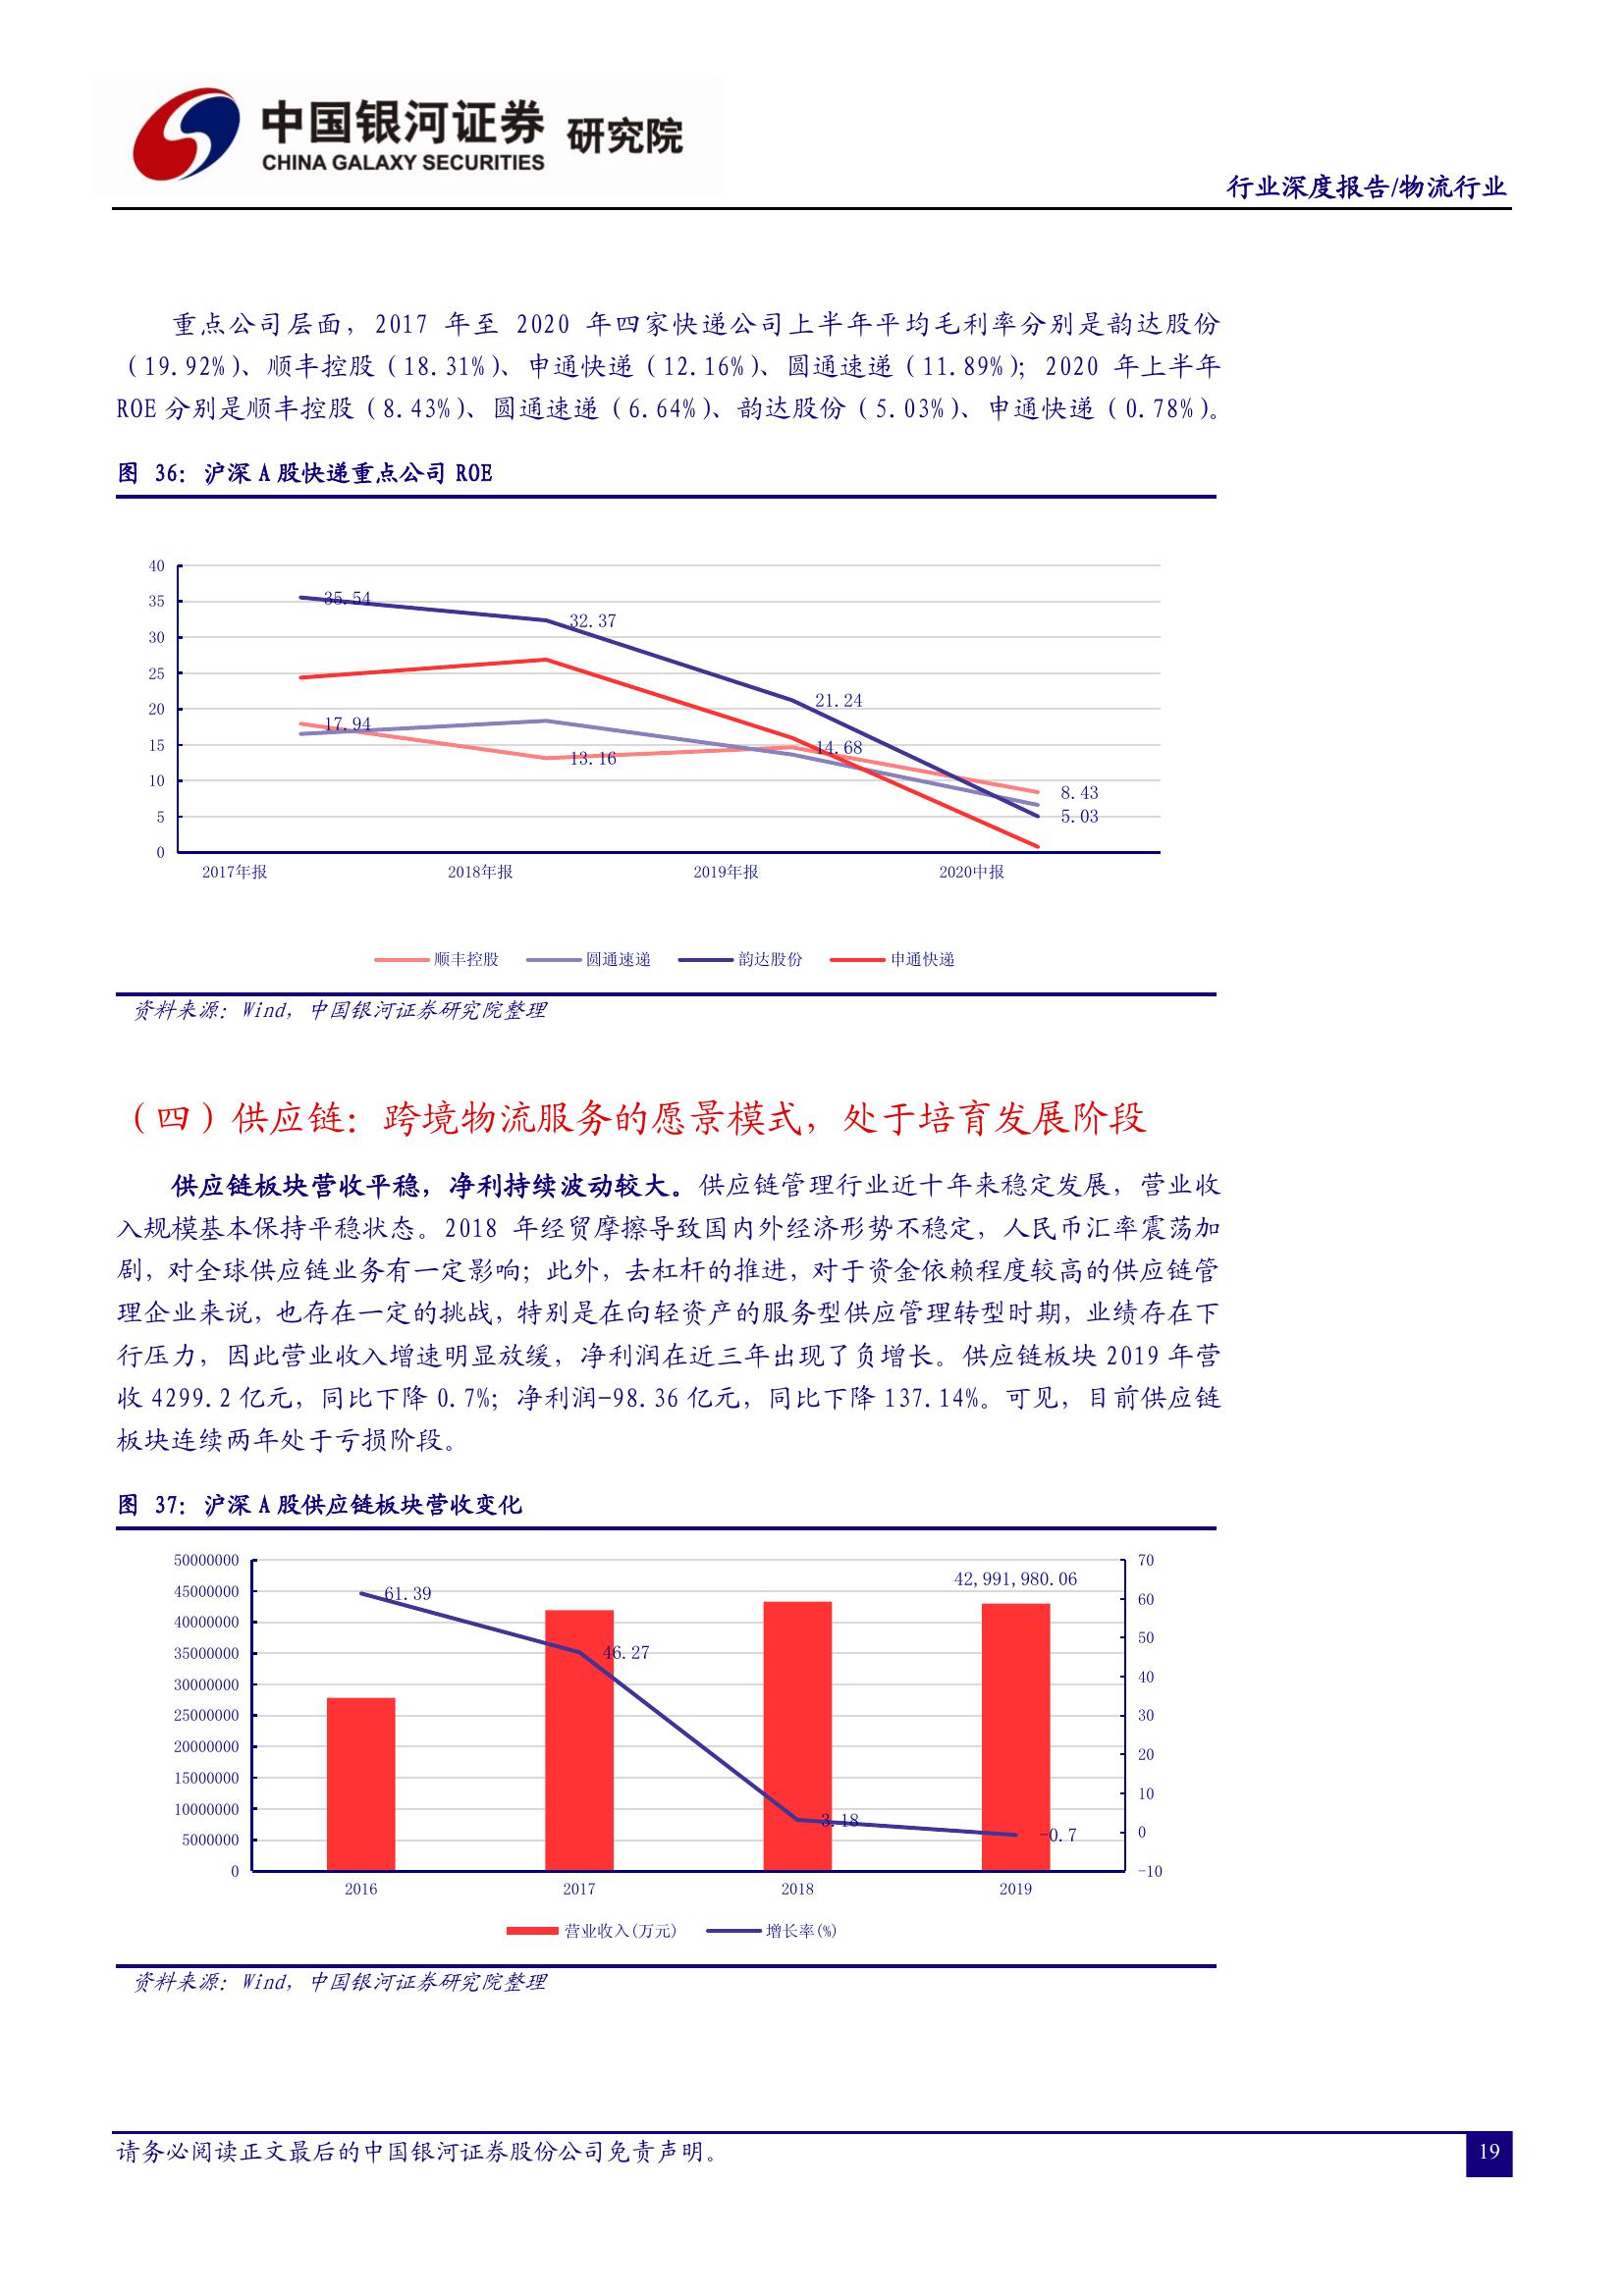 中国银河证券 研究院
CHINA GALAXY SECURITIES
行业深度报告/物流行业
重点公司层面，2017 年至 2020 年四家快递公司上半年平均毛利率分别是韵达股份
（19.92%）、顺丰控股（18.31%）、申通快递（12.16%）、圆通速递（11.89%）；2020 年上半年
ROE 分别是顺丰控股（8.43%）、圆通速递（6.64%）、韵达股份（5.03%）、申通快递（0.78%）。
图 36：沪深 A 股快递重点公司 ROE
40
35
30
25
20
15
10
5
0
35.54
32.37
21.24
17.94
13.16
14.68
8.43
5.03
2017年报 2018年报 2019年报 2020中报
顺丰控股 圆通速递 韵达股份 申通快递
资料来源：Wind，中国银河证券研究院整理
（四）供应链：跨境物流服务的愿景模式，处于培育发展阶段
供应链板块营收平稳，净利持续波动较大。供应链管理行业近十年来稳定发展，营业收
入规模基本保持平稳状态。2018 年经贸摩擦导致国内外经济形势不稳定，人民币汇率震荡加
剧，对全球供应链业务有一定影响；此外，去杠杆的推进，对于资金依赖程度较高的供应链管
理企业来说，也存在一定的挑战，特别是在向轻资产的服务型供应管理转型时期，业绩存在下
行压力，因此营业收入增速明显放缓，净利润在近三年出现了负增长。供应链板块 2019 年营
收 4299.2 亿元，同比下降 0.7%；净利润-98.36 亿元，同比下降 137.14%。可见，目前供应链
板块连续两年处于亏损阶段。
图 37：沪深 A 股供应链板块营收变化
50000000
45000000
40000000
35000000
30000000
25000000
20000000
15000000
10000000
5000000
0
61.39
46.27
3.18
-0.7
42,991,980.06
70
60
50
40
30
20
10
0
-10
2016 2017 2018 2019
营业收入(万元) 增长率(%)
资料来源：Wind，中国银河证券研究院整理
请务必阅读正文最后的中国银河证券股份公司免责声明。
19